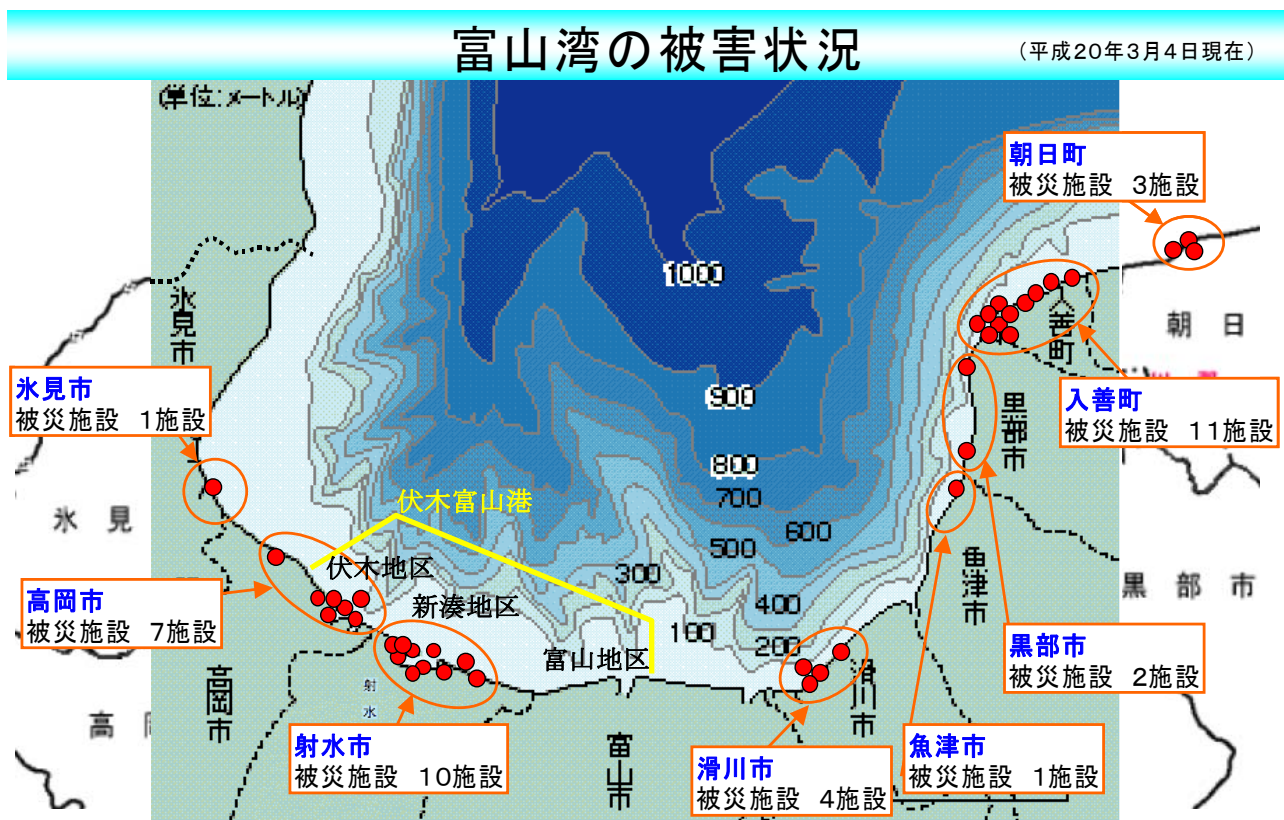 富山湾の被害状況
(平成20年3月4日現在)
(単位:メートル)
朝日町
被災施設 3施設
1000
氷見市
入善町
朝日
氷見市
被災施設 1施設
900
黒部市
入善町
被災施設 11施設
800
700
600
伏木富山港
氷見
500
魚津市
伏木地区
300
黒部市
高岡市
被災施設 7施設
新湊地区
400
100
200
富山地区
黒部市
被災施設 2施設
高岡市
射水
滑川市
高
射水市
被災施設 10施設
富山市
滑川市
被災施設 4施設
魚津市
被災施設 1施設